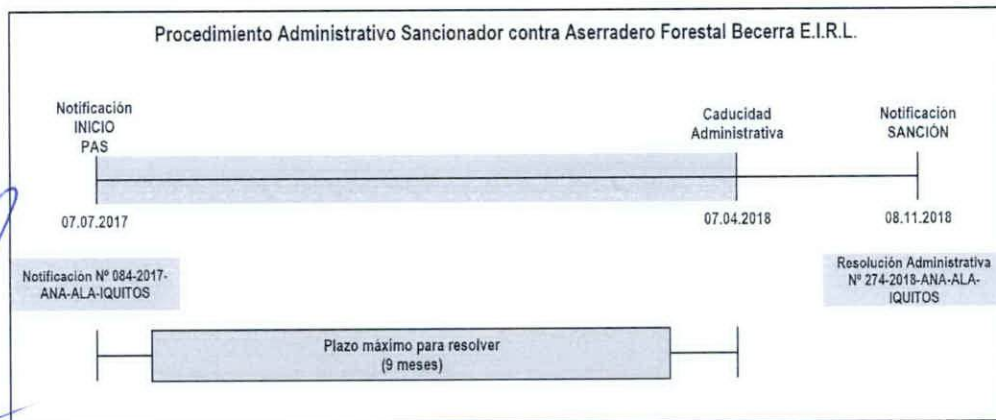 Procedimiento Administrativo Sancionador contra Aserradero Forestal Becerra E.I.R.L.
Notificación
INICIO
PAS
Caducidad
Administrativa
Notificación
SANCIÓN
07.07.2017
07.04.2018
08.11.2018
Notificación Nº 084-2017-
ANA-ALA-IQUITOS
Resolución Administrativa
Nº 274-2018-ANA-ALA-
IQUITOS
Plazo máximo para resolver
(9 meses)